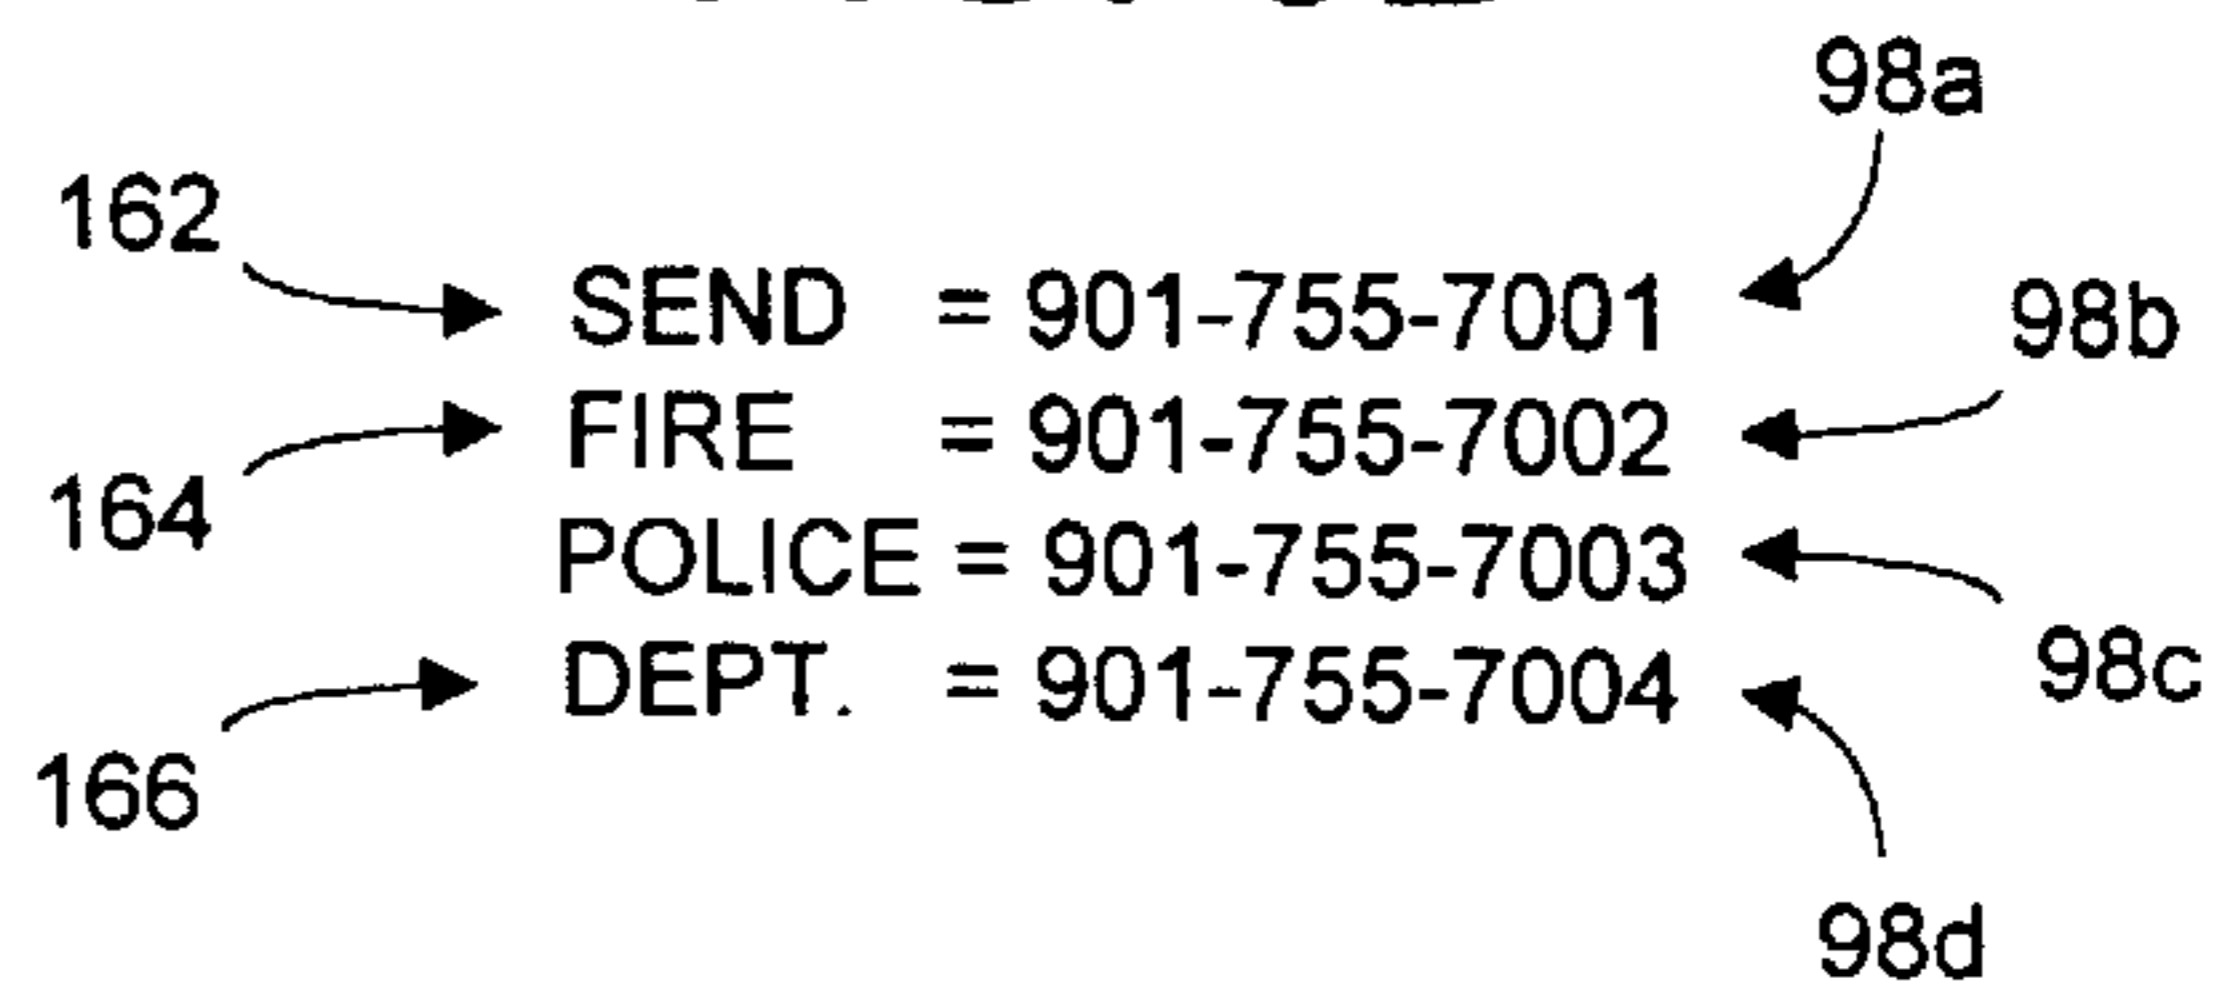 98a
162
SEND = 901-755-7001
98b
FIRE = 901-755-7002
164
POLICE = 901-755-7003
98c
DEPT. = 901-755-7004
166
98d